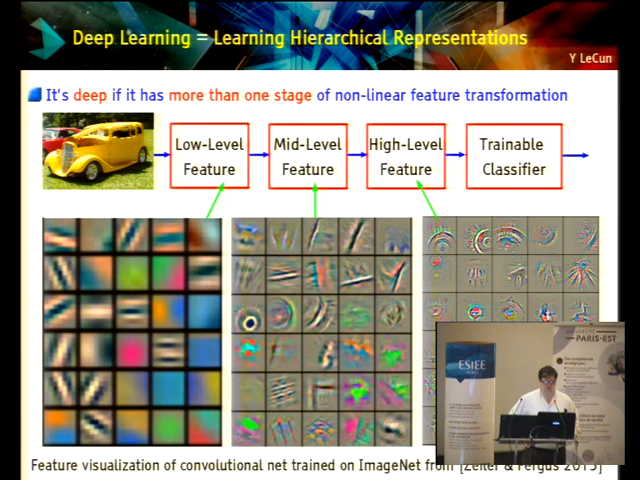 Deep Learning = Learning Hierarchical Representations
Y LeCun
It's deep if it has more than one stage of non-linear feature transformation
Low-Level
Feature
Mid-Level
Feature
High-Level
Feature
Trainable
Classifier
UNIVERSITÉ
PARIS-EST
ESIEE
PARIS
Feature visualization of convolutional net trained on ImageNet from [Zeiler & Fergus 2013]